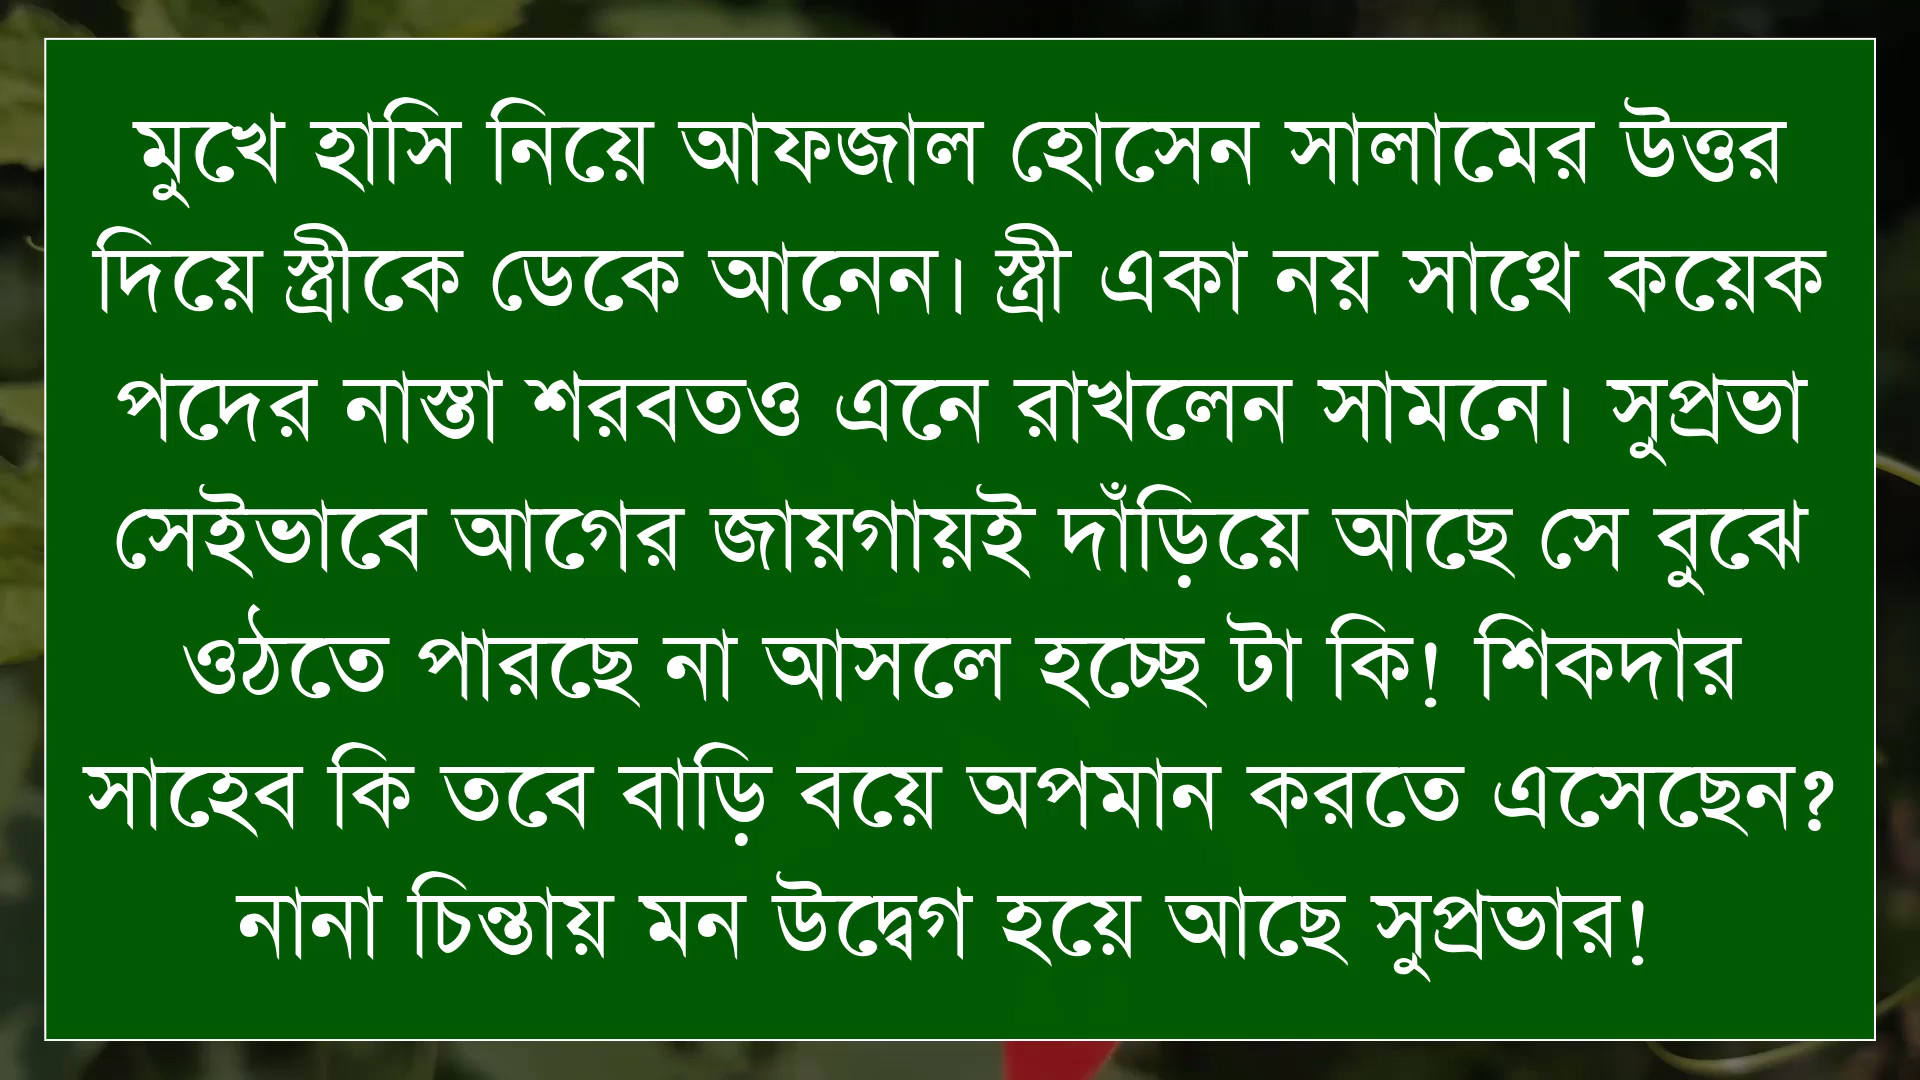 মুখে হাসি নিয়ে আফজাল হোসেন সালামের উত্তর
দিয়ে স্ত্রীকে ডেকে আনেন। স্ত্রী একা নয় সাথে কয়েক
পদের নাস্তা শরবতও এনে রাখলেন সামনে। সুপ্রভা
সেইভাবে আগের জায়গায়ই দাঁড়িয়ে আছে সে বুঝে
ওঠতে পারছে না আসলে হচ্ছে টা কি! শিকদার
সাহেব কি তবে বাড়ি বয়ে অপমান করতে এসেছেন?
নানা চিন্তায় মন উদ্বেগ হয়ে আছে সুপ্রভার!